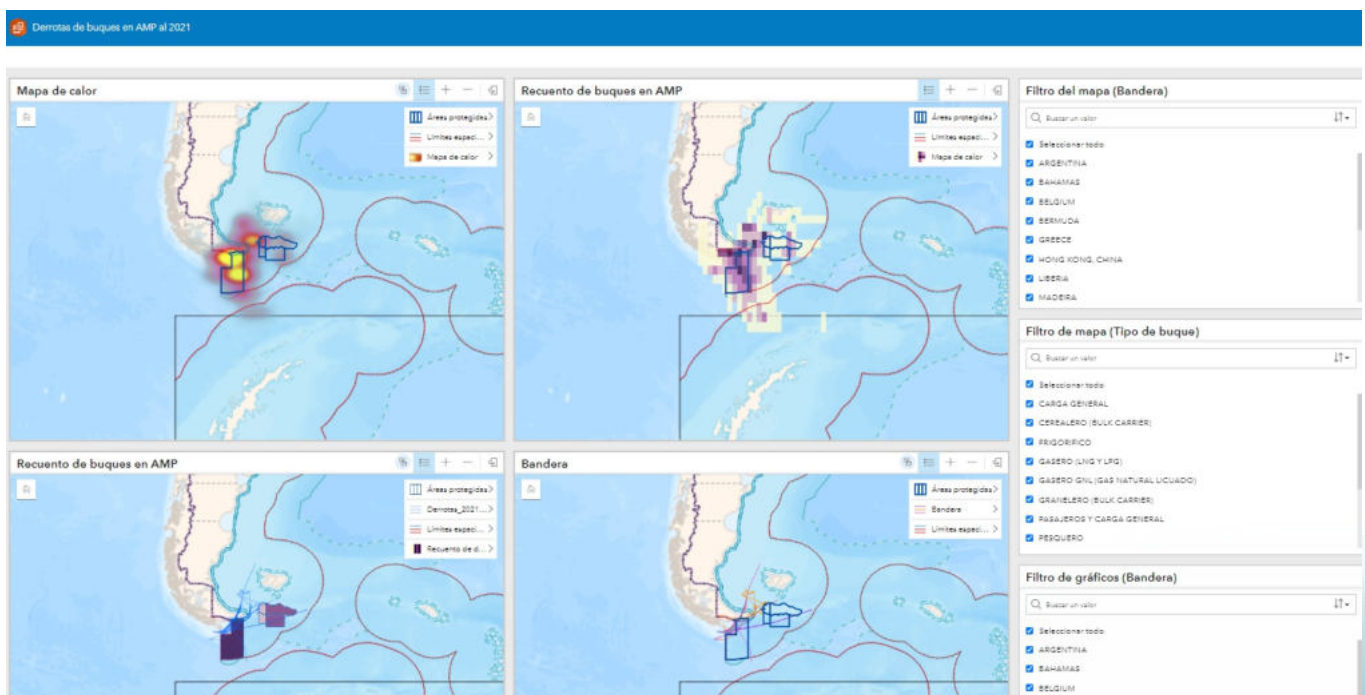 Derrotas de buques en AMP al 2021
Mapa de calor
Áreas protegidas
Límites especi...
Mapa de calor
Recuento de buques en AMP
Áreas protegidas
Límites especi...
Mapa de calor
Filtro del mapa (Bandera)
Buscar un valor
Seleccionar todo
ARGENTINA
BAHAMAS
BELGIUM
BERMUDA
GREECE
HONG KONG, CHINA
LIBERIA
MADEIRA
Filtro de mapa (Tipo de buque)
Buscar un valor
Seleccionar todo
CARGA GENERAL
CEREALERO (BULK CARRIER)
FRIGORIFICO
GASERO (LNG Y LPG)
GASERO GNL (GAS NATURAL LICUADO)
GRANELERO (BULK CARRIER)
PASAJEROS Y CARGA GENERAL
PESQUERO
Recuento de buques en AMP
Áreas protegidas
Derrotas_2021...
Límites especi...
Recuento de d...
Bandera
Áreas protegidas
Bandera
Límites especi...
Filtro de gráficos (Bandera)
Buscar un valor
Seleccionar todo
ARGENTINA
BAHAMAS
BELGIUM